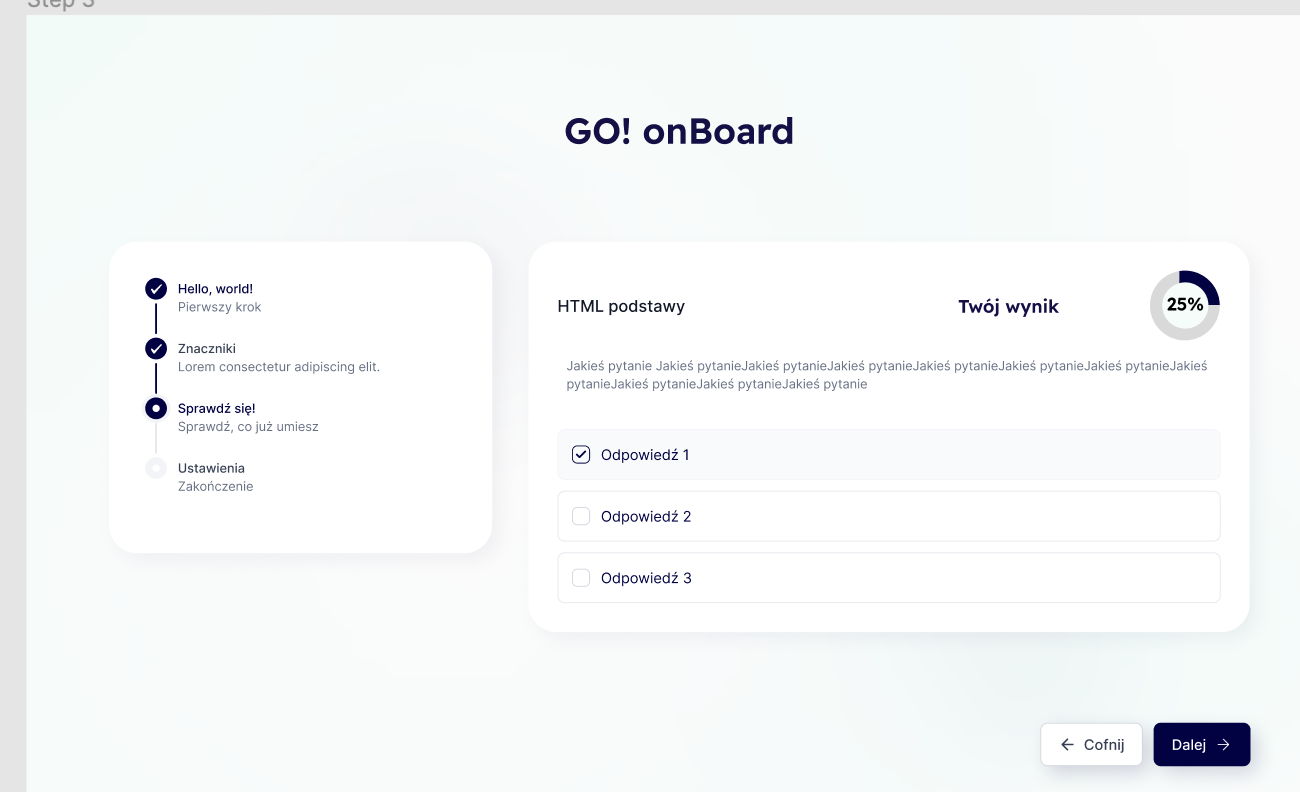 Step 3
GO! onBoard
Hello, world!
Pierwszy krok
Znaczniki
Lorem consectetur adipiscing elit.
Sprawdź się!
Sprawdź, co już umiesz
Ustawienia
Zakończenie
HTML podstawy
Twój wynik
25%
Jakieś pytanie Jakieś pytanieJakieś pytanieJakieś pytanieJakieś pytanieJakieś pytanieJakieś pytanieJakieś
pytanieJakieś pytanieJakieś pytanieJakieś pytanie
Odpowiedź 1
Odpowiedź 2
Odpowiedź 3
Cofnij
Dalej